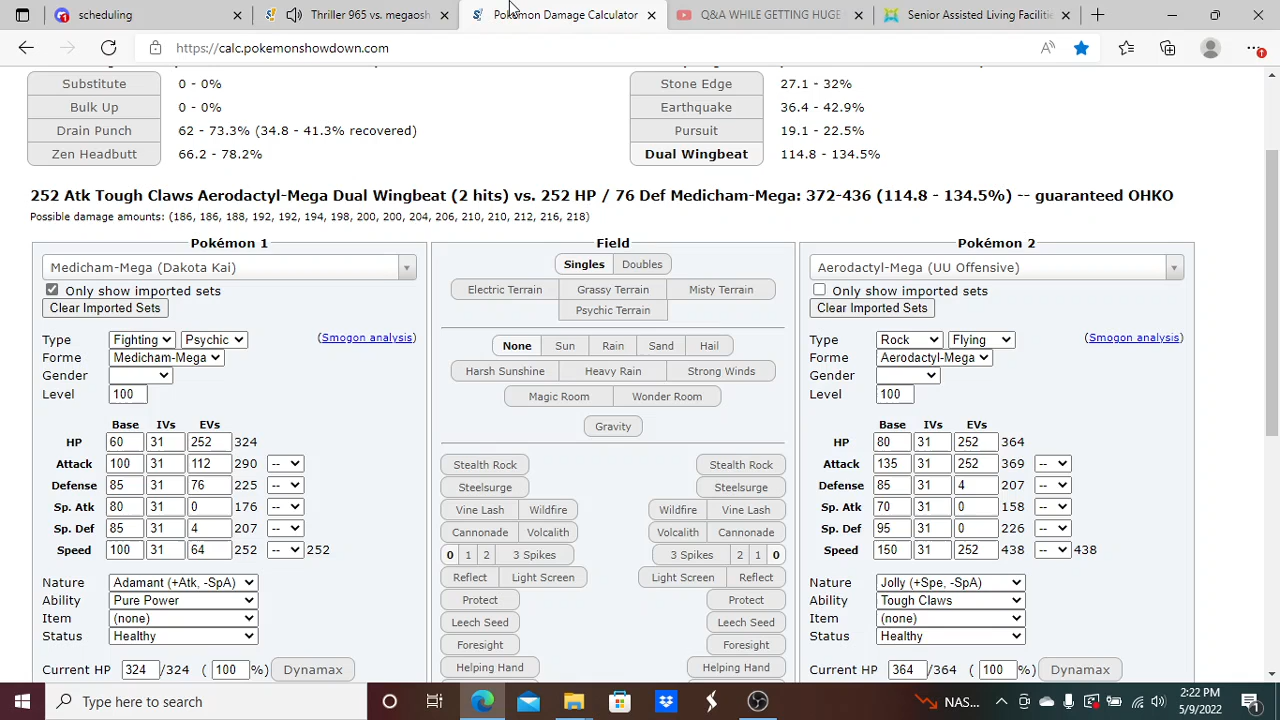 scheduling
Thriller 965 vs. megaosh
Pokémon Damage Calculator
Q&A WHILE GETTING HUGE
Senior Assisted Living Faciliti
https://calc.pokemonshowdown.com
Substitute 0 - 0%
Bulk Up 0 - 0%
Drain Punch 62 - 73.3% (34.8 - 41.3% recovered)
Zen Headbutt 66.2 - 78.2%
Stone Edge 27.1 - 32%
Earthquake 36.4 - 42.9%
Pursuit 19.1 - 22.5%
Dual Wingbeat 114.8 - 134.5%
252 Atk Tough Claws Aerodactyl-Mega Dual Wingbeat (2 hits) vs. 252 HP / 76 Def Medicham-Mega: 372-436 (114.8 - 134.5%) -- guaranteed OHKO
Possible damage amounts: (186, 186, 188, 192, 192, 194, 198, 200, 200, 204, 206, 210, 210, 212, 216, 218)
Pokémon 1
Medicham-Mega (Dakota Kai)
Only show imported sets
Clear Imported Sets
Type Fighting Psychic (Smogon analysis)
Forme Medicham-Mega
Gender
Level 100
Base IVs EVs
HP 60 31 252 324
Attack 100 31 112 290 --
Defense 85 31 76 225 --
Sp. Atk 80 31 0 176 --
Sp. Def 85 31 4 207 --
Speed 100 31 64 252 -- 252
Nature Adamant (+Atk, -SpA)
Ability Pure Power
Item (none)
Status Healthy
Current HP 324 /324 ( 100 %) Dynamax
Field
Singles Doubles
Electric Terrain Grassy Terrain Misty Terrain
Psychic Terrain
None Sun Rain Sand Hail
Harsh Sunshine Heavy Rain Strong Winds
Magic Room Wonder Room
Gravity
Stealth Rock Stealth Rock
Steelsurge Steelsurge
Vine Lash Wildfire Wildfire Vine Lash
Cannonade Volcalith Volcalith Cannonade
0 1 2 3 Spikes 3 Spikes 2 1 0
Reflect Light Screen Light Screen Reflect
Protect Protect
Leech Seed Leech Seed
Foresight Foresight
Helping Hand Helping Hand
Pokémon 2
Aerodactyl-Mega (UU Offensive)
Only show imported sets
Clear Imported Sets
Type Rock Flying (Smogon analysis)
Forme Aerodactyl-Mega
Gender
Level 100
Base IVs EVs
HP 80 31 252 364
Attack 135 31 252 369 --
Defense 85 31 4 207 --
Sp. Atk 70 31 0 158 --
Sp. Def 95 31 0 226 --
Speed 150 31 252 438 -- 438
Nature Jolly (+Spe, -SpA)
Ability Tough Claws
Item (none)
Status Healthy
Current HP 364 /364 ( 100 %) Dynamax
Type here to search
NAS...
2:22 PM
5/9/2022